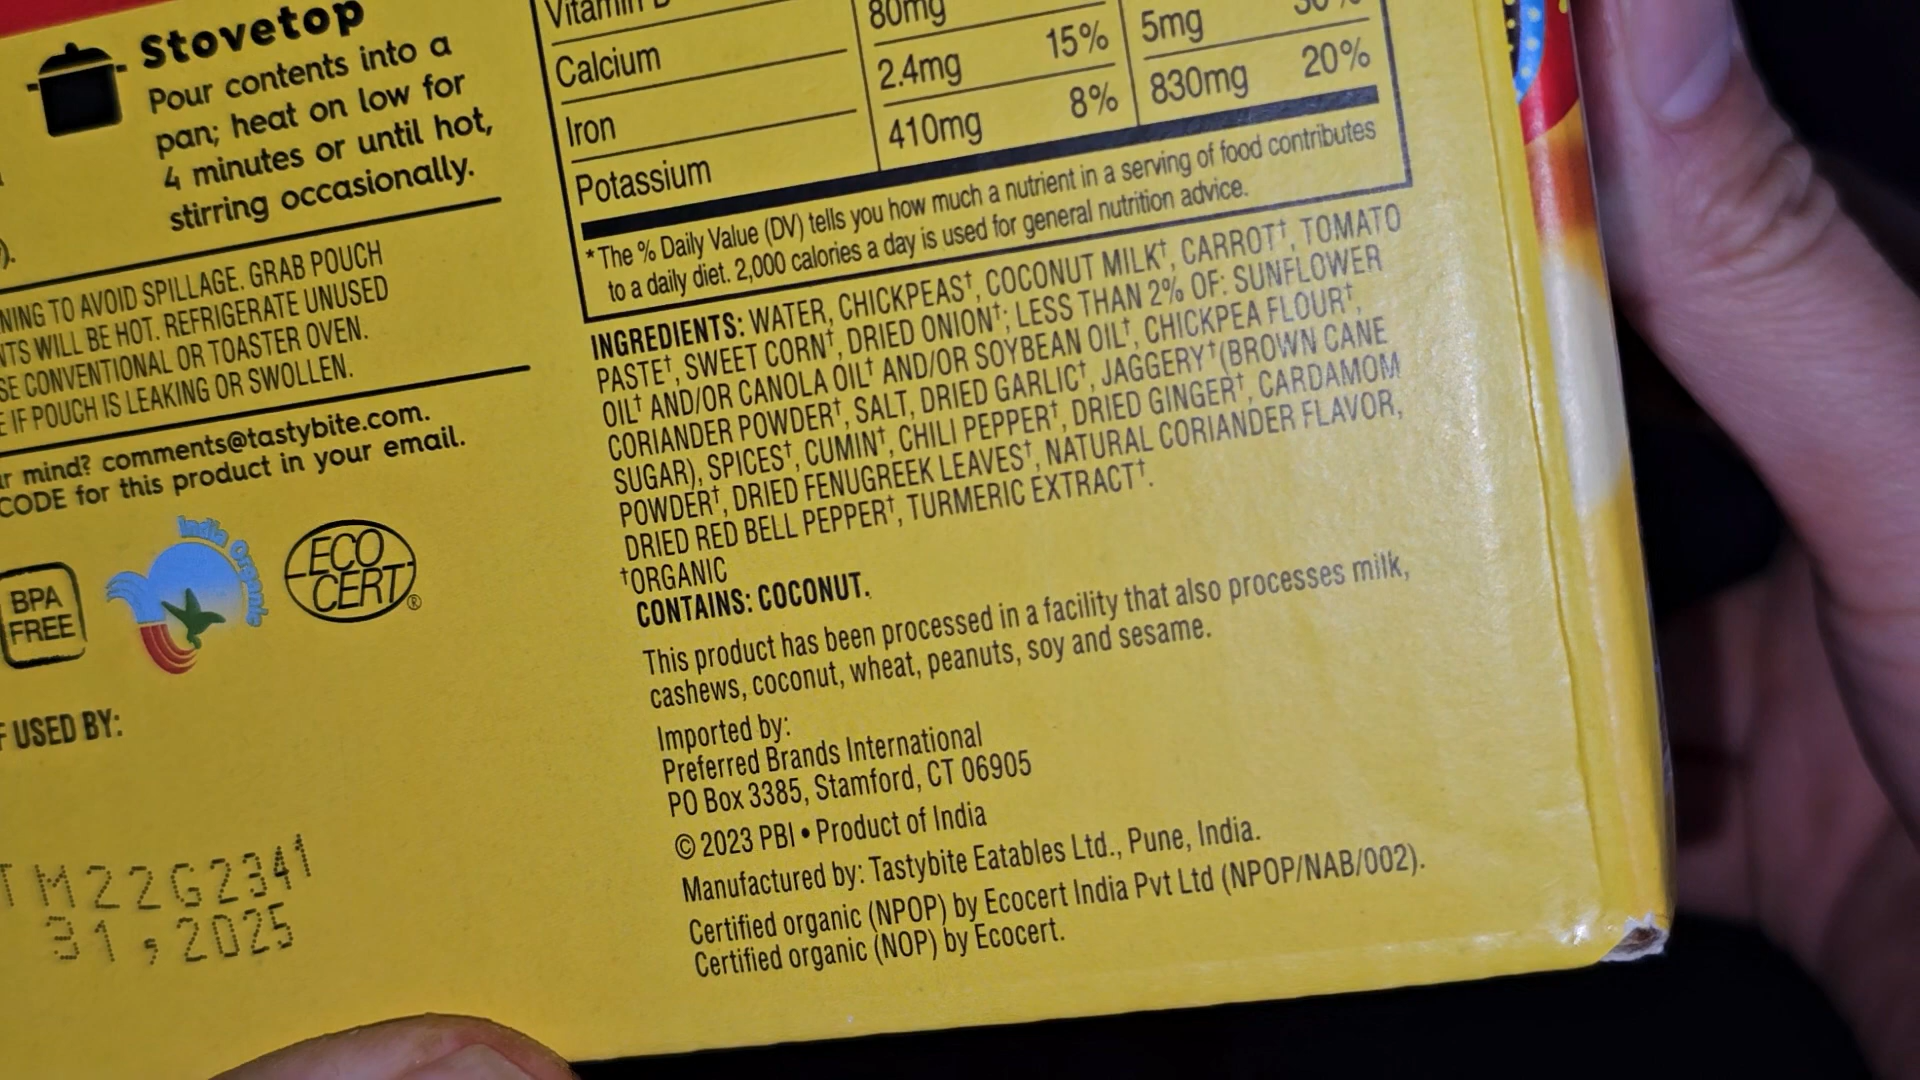 Stovetop
Pour contents into a
pan; heat on low for
4 minutes or until hot,
stirring occasionally.
).
NING TO AVOID SPILLAGE. GRAB POUCH
NTS WILL BE HOT. REFRIGERATE UNUSED
SE CONVENTIONAL OR TOASTER OVEN.
E IF POUCH IS LEAKING OR SWOLLEN.
ur mind? comments@tastybite.com.
CODE for this product in your email.
BPA
FREE
India Organic
ECO
CERT®
F USED BY:
TM22G2341
31,2025
Vitamin D
80mg
Calcium
15%
5mg
Iron
2.4mg
8%
830mg
20%
Potassium
410mg
* The % Daily Value (DV) tells you how much a nutrient in a serving of food contributes
to a daily diet. 2,000 calories a day is used for general nutrition advice.
INGREDIENTS: WATER, CHICKPEAS†, COCONUT MILK†, CARROT†, TOMATO
PASTE†, SWEET CORN†, DRIED ONION†; LESS THAN 2% OF: SUNFLOWER
OIL† AND/OR CANOLA OIL† AND/OR SOYBEAN OIL†, CHICKPEA FLOUR†,
CORIANDER POWDER†, SALT, DRIED GARLIC†, JAGGERY†(BROWN CANE
SUGAR), SPICES†, CUMIN†, CHILI PEPPER†, DRIED GINGER†, CARDAMOM
POWDER†, DRIED FENUGREEK LEAVES†, NATURAL CORIANDER FLAVOR,
DRIED RED BELL PEPPER†, TURMERIC EXTRACT†.
†ORGANIC
CONTAINS: COCONUT.
This product has been processed in a facility that also processes milk,
cashews, coconut, wheat, peanuts, soy and sesame.
Imported by:
Preferred Brands International
PO Box 3385, Stamford, CT 06905
© 2023 PBI • Product of India
Manufactured by: Tastybite Eatables Ltd., Pune, India.
Certified organic (NPOP) by Ecocert India Pvt Ltd (NPOP/NAB/002).
Certified organic (NOP) by Ecocert.